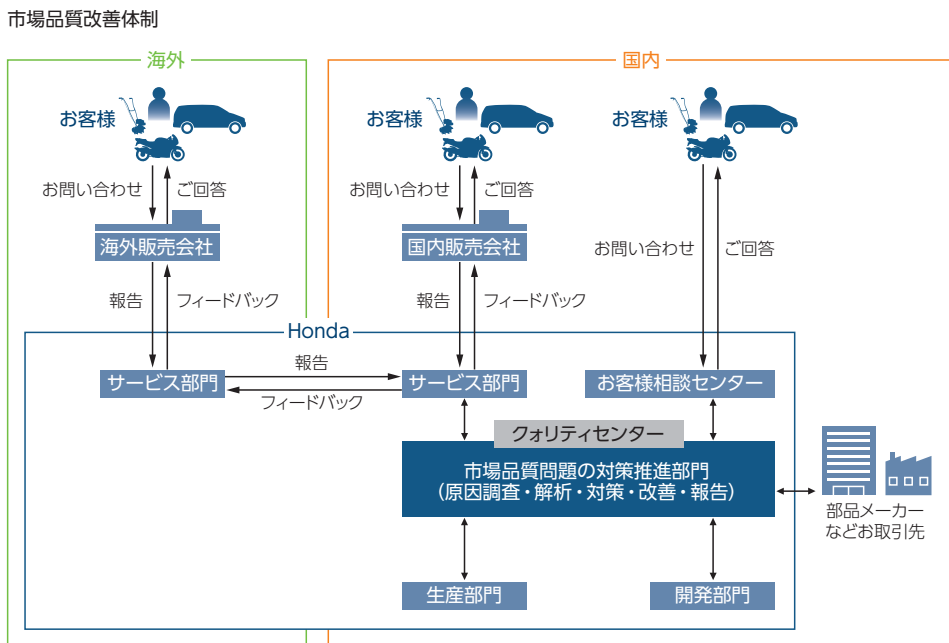 市場品質改善体制
海外
国内
お客様
お客様
お客様
お問い合わせ
ご回答
お問い合わせ
ご回答
海外販売会社
国内販売会社
お問い合わせ
ご回答
報告
フィードバック
報告
フィードバック
Honda
報告
サービス部門
サービス部門
お客様相談センター
フィードバック
クォリティセンター
市場品質問題の対策推進部門
（原因調査・解析・対策・改善・報告）
部品メーカー
などお取引先
生産部門
開発部門